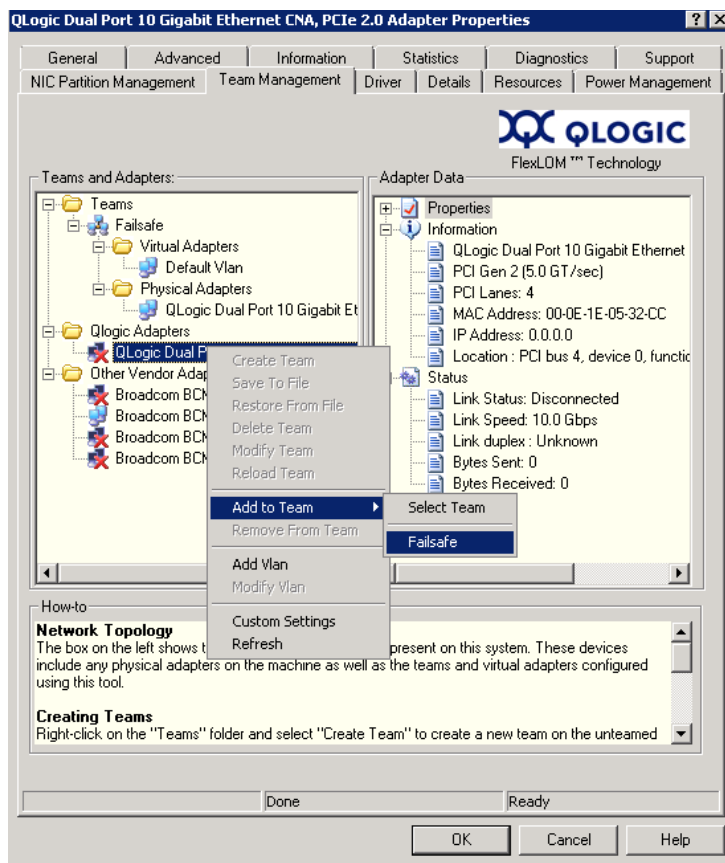 QLogic Dual Port 10 Gigabit Ethernet CNA, PCIe 2.0 Adapter Properties
General Advanced Information Statistics Diagnostics Support
NIC Partition Management Team Management Driver Details Resources Power Management
QLOGIC
FlexLOM ™ Technology
Teams and Adapters:
Teams
Failsafe
Virtual Adapters
Default Vlan
Physical Adapters
QLogic Dual Port 10 Gigabit Et
Qlogic Adapters
QLogic Dual P
Other Vendor Adap
Broadcom BCM
Broadcom BCM
Broadcom BCM
Broadcom BCM
Create Team
Save To File
Restore From File
Delete Team
Modify Team
Reload Team
Add to Team
Remove From Team
Add Vlan
Modify Vlan
Custom Settings
Refresh
Select Team
Failsafe
Adapter Data
Properties
Information
QLogic Dual Port 10 Gigabit Ethernet
PCI Gen 2 (5.0 GT/sec)
PCI Lanes: 4
MAC Address: 00-0E-1E-05-32-CC
IP Address: 0.0.0.0
Location : PCI bus 4, device 0, functic
Status
Link Status: Disconnected
Link Speed: 10.0 Gbps
Link duplex : Unknown
Bytes Sent: 0
Bytes Received: 0
How-to
Network Topology
The box on the left shows t present on this system. These devices
include any physical adapters on the machine as well as the teams and virtual adapters configured
using this tool.
Creating Teams
Right-click on the "Teams" folder and select "Create Team" to create a new team on the unteamed
Done Ready
OK Cancel Help